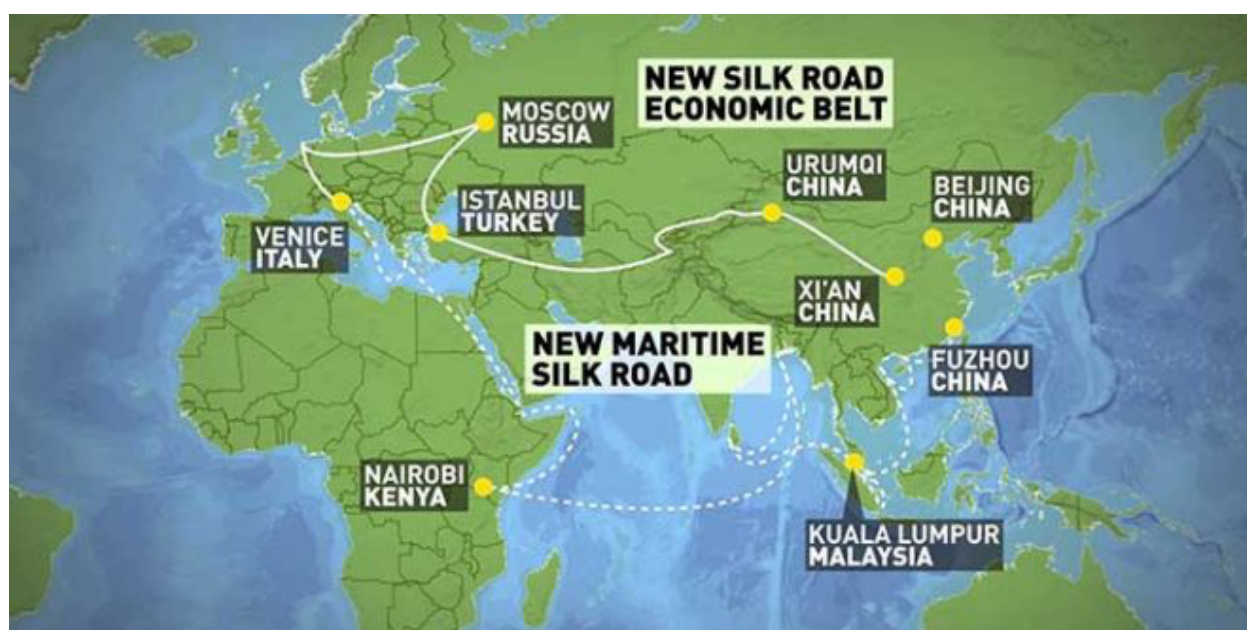 NEW SILK ROAD
ECONOMIC BELT
MOSCOW
RUSSIA
URUMQI
CHINA
BEIJING
CHINA
ISTANBUL
TURKEY
VENICE
ITALY
XI'AN
CHINA
NEW MARITIME
SILK ROAD
FUZHOU
CHINA
NAIROBI
KENYA
KUALA LUMPUR
MALAYSIA